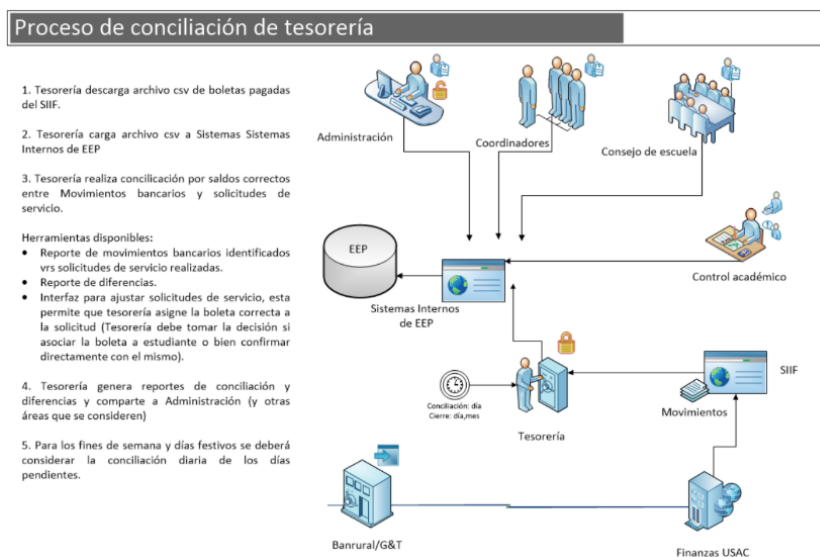 Proceso de conciliación de tesorería
1. Tesorería descarga archivo csv de boletas pagadas
del SIIF.
2. Tesorería carga archivo csv a Sistemas Sistemas
Internos de EEP
3. Tesorería realiza concilicación por saldos correctos
entre Movimientos bancarios y solicitudes de
servicio.
Herramientas disponibles:
• Reporte de movimientos bancarios identificados
vrs solicitudes de servicio realizadas.
• Reporte de diferencias.
• Interfaz para ajustar solicitudes de servicio, esta
permite que tesorería asigne la boleta correcta a
la solicitud (Tesorería debe tomar la decisión si
asociar la boleta a estudiante o bien confirmar
directamente con el mismo).
4. Tesorería genera reportes de conciliación y
diferencias y comparte a Administración (y otras
áreas que se consideren)
5. Para los fines de semana y días festivos se deberá
considerar la conciliación diaria de los días
pendientes.
Administración
Coordinadores
Consejo de escuela
EEP
Control académico
Sistemas Internos
de EEP
SIIF
Movimientos
Conciliación: día
Cierre: día,mes
Tesorería
Banrural/G&T
Finanzas USAC